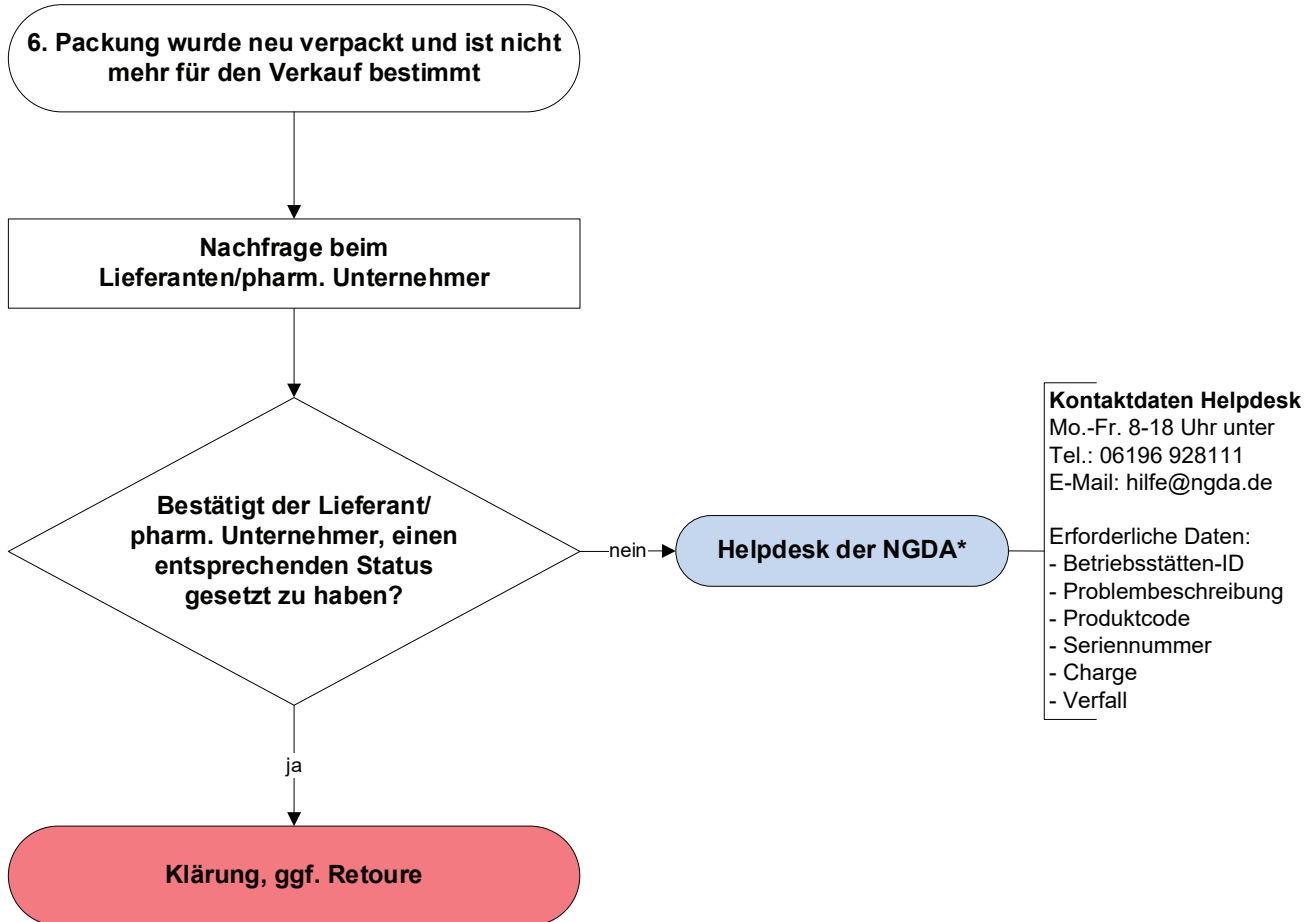 6. Packung wurde neu verpackt und ist nicht
mehr für den Verkauf bestimmt
Nachfrage beim
Lieferanten/pharm. Unternehmer
Bestätigt der Lieferant/
pharm. Unternehmer, einen
entsprechenden Status
gesetzt zu haben?
nein
Helpdesk der NGDA*
Kontaktdaten Helpdesk
Mo.-Fr. 8-18 Uhr unter
Tel.: 06196 928111
E-Mail: hilfe@ngda.de
Erforderliche Daten:
- Betriebsstätten-ID
- Problembeschreibung
- Produktcode
- Seriennummer
- Charge
- Verfall
ja
Klärung, ggf. Retoure